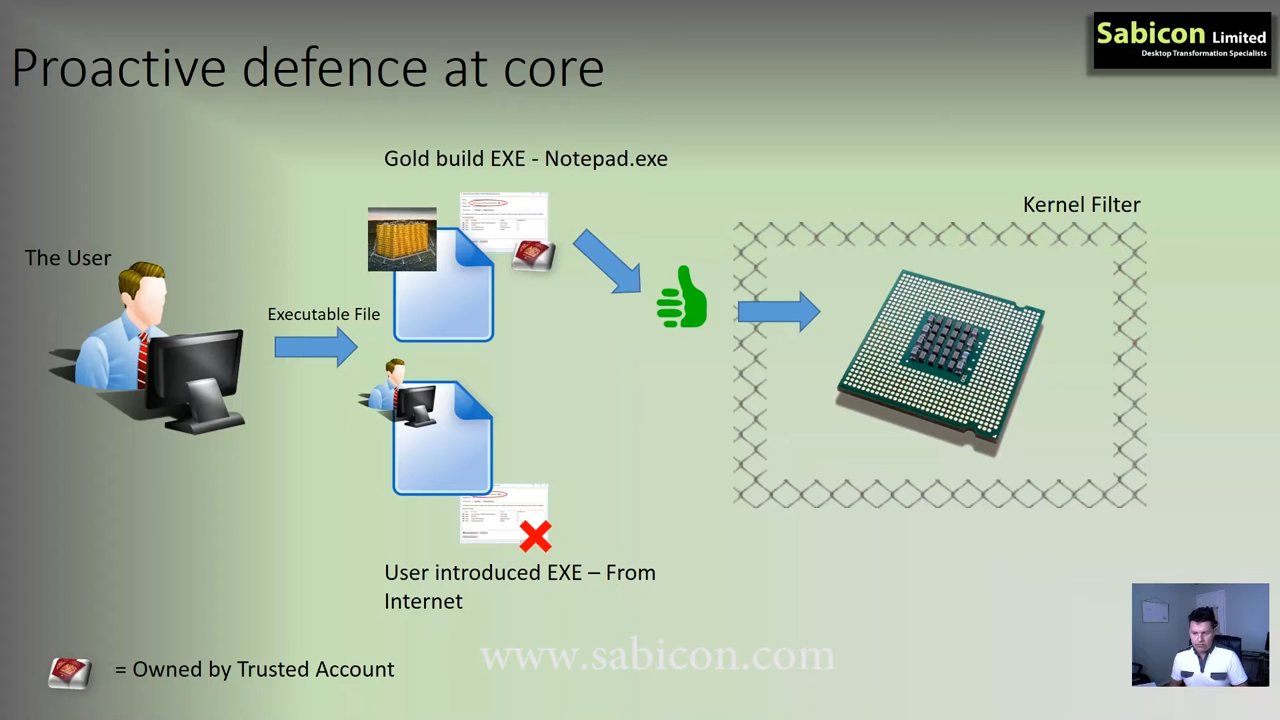 Sabicon Limited
Desktop Transformation Specialists
Proactive defence at core
Gold build EXE - Notepad.exe
Kernel Filter
The User
Executable File
User introduced EXE – From
Internet
= Owned by Trusted Account
www.sabicon.com